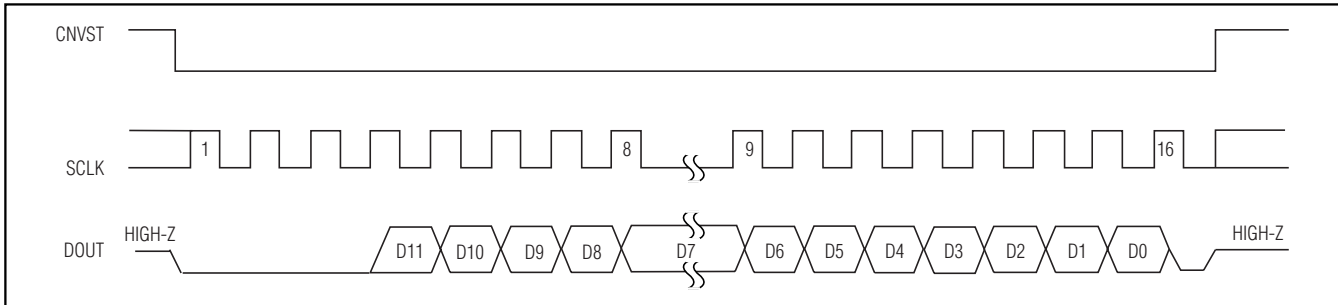 CNVST
1 8 9 16
SCLK
HIGH-Z HIGH-Z
DOUT D11 D10 D9 D8 D7 D6 D5 D4 D3 D2 D1 D0